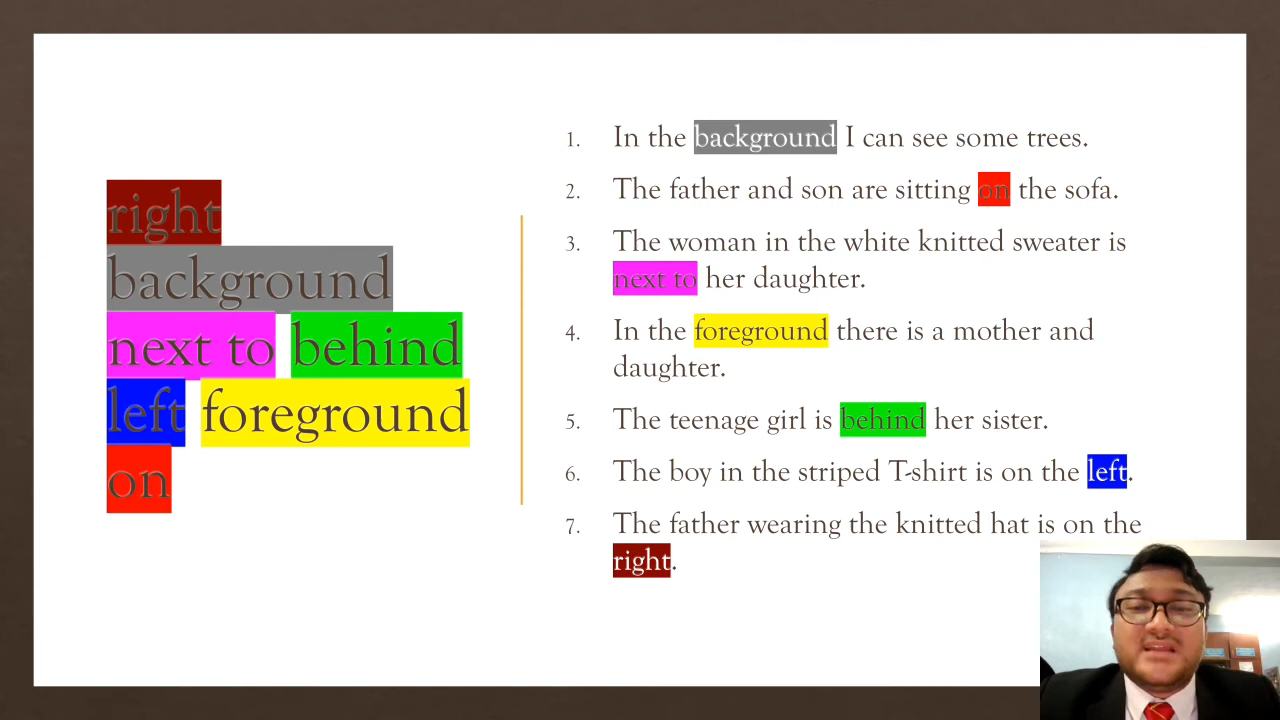 right
background
next to behind
left foreground
on
1. In the background I can see some trees.
2. The father and son are sitting on the sofa.
3. The woman in the white knitted sweater is
next to her daughter.
4. In the foreground there is a mother and
daughter.
5. The teenage girl is behind her sister.
6. The boy in the striped T-shirt is on the left.
7. The father wearing the knitted hat is on the
right.